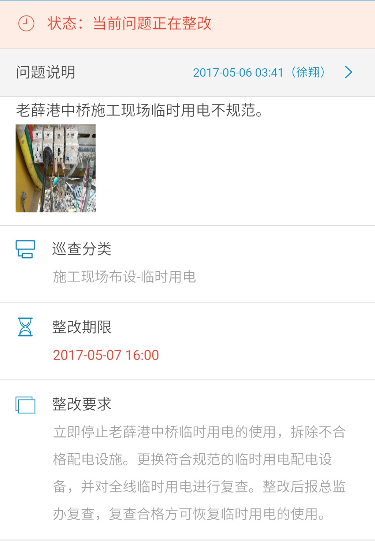 状态：当前问题正在整改
问题说明
2017-05-06 03:41（徐翔）
老薛港中桥施工现场临时用电不规范。
巡查分类
施工现场布设-临时用电
整改期限
2017-05-07 16:00
整改要求
立即停止老薛港中桥临时用电的使用，拆除不合
格配电设施。更换符合规范的临时用电配电设
备，并对全线临时用电进行复查。整改后报总监
办复查，复查合格方可恢复临时用电的使用。